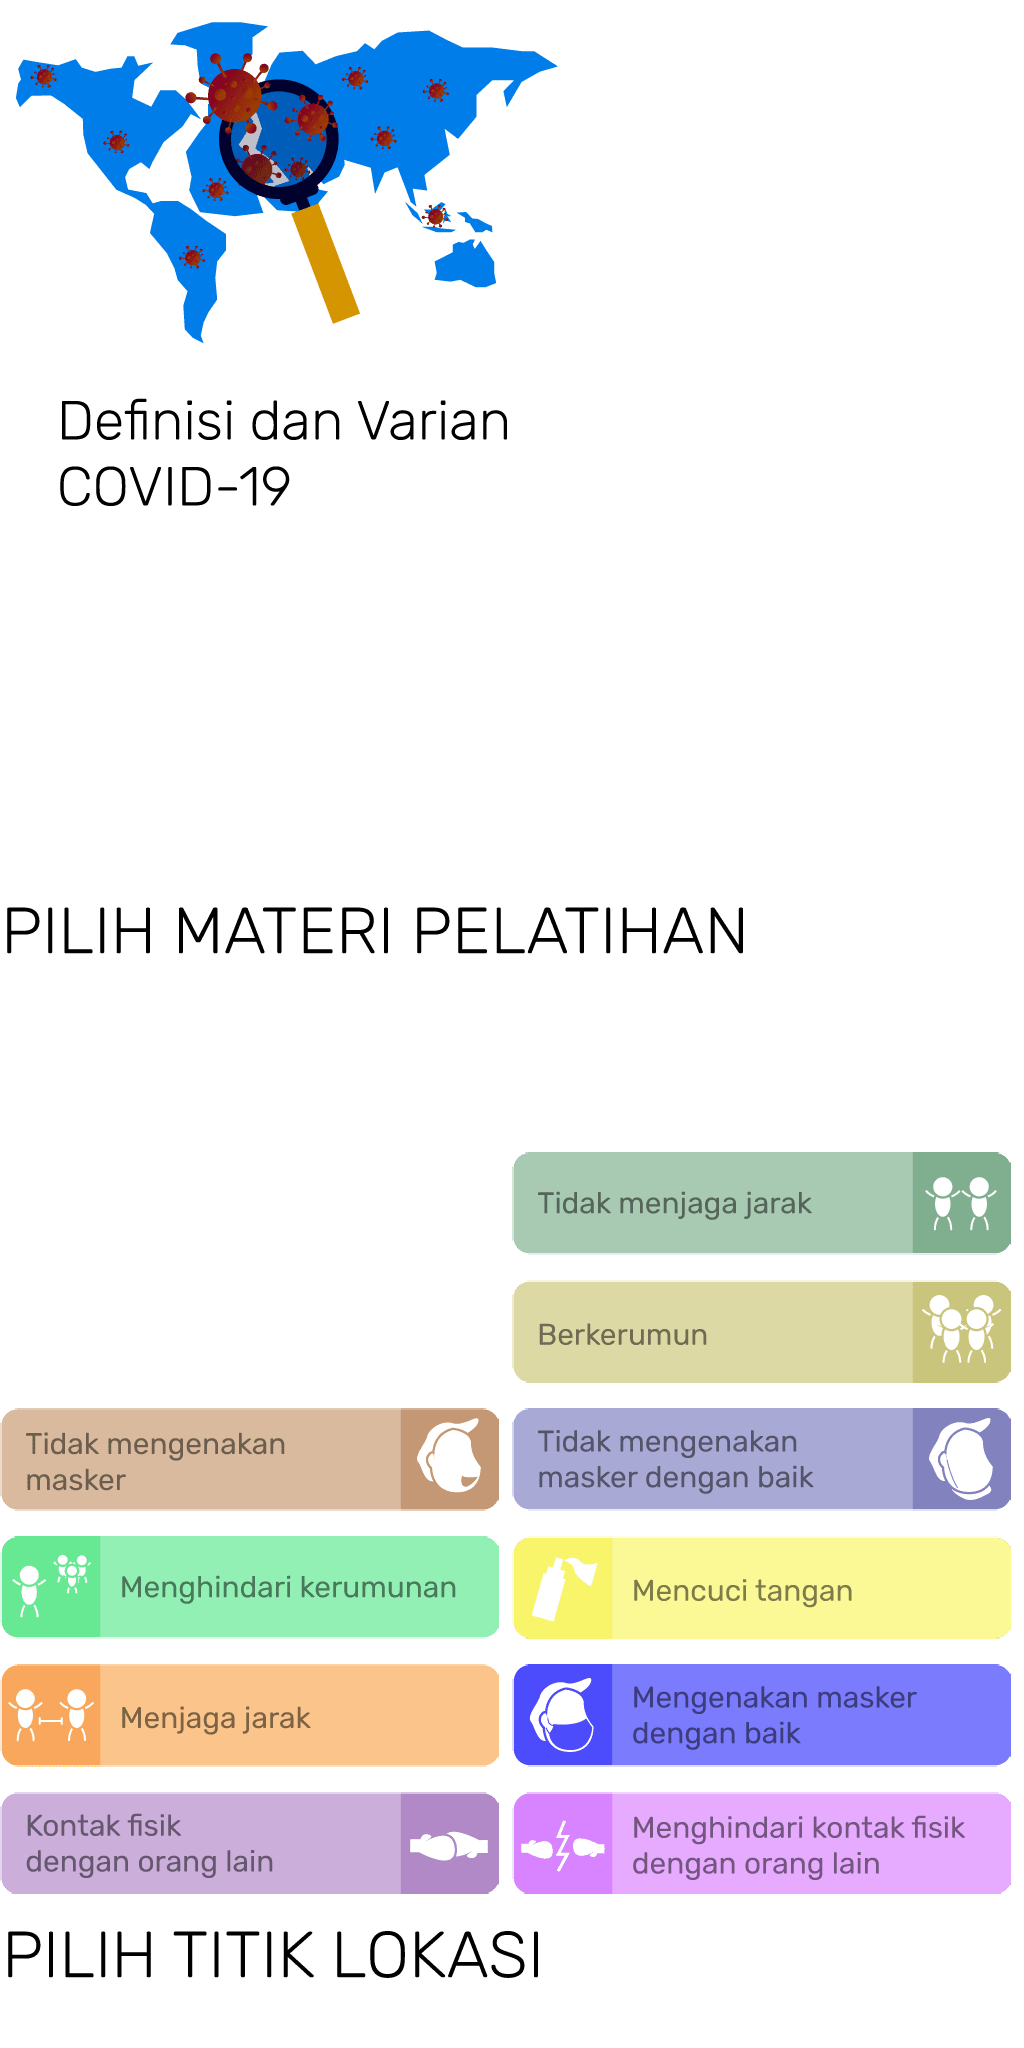 Definisi dan Varian
COVID-19
PILIH MATERI PELATIHAN
Tidak menjaga jarak
Berkerumun
Tidak mengenakan
masker
Tidak mengenakan
masker dengan baik
Menghindari kerumunan
Mencuci tangan
Menjaga jarak
Mengenakan masker
dengan baik
Kontak fisik
dengan orang lain
Menghindari kontak fisik
dengan orang lain
PILIH TITIK LOKASI